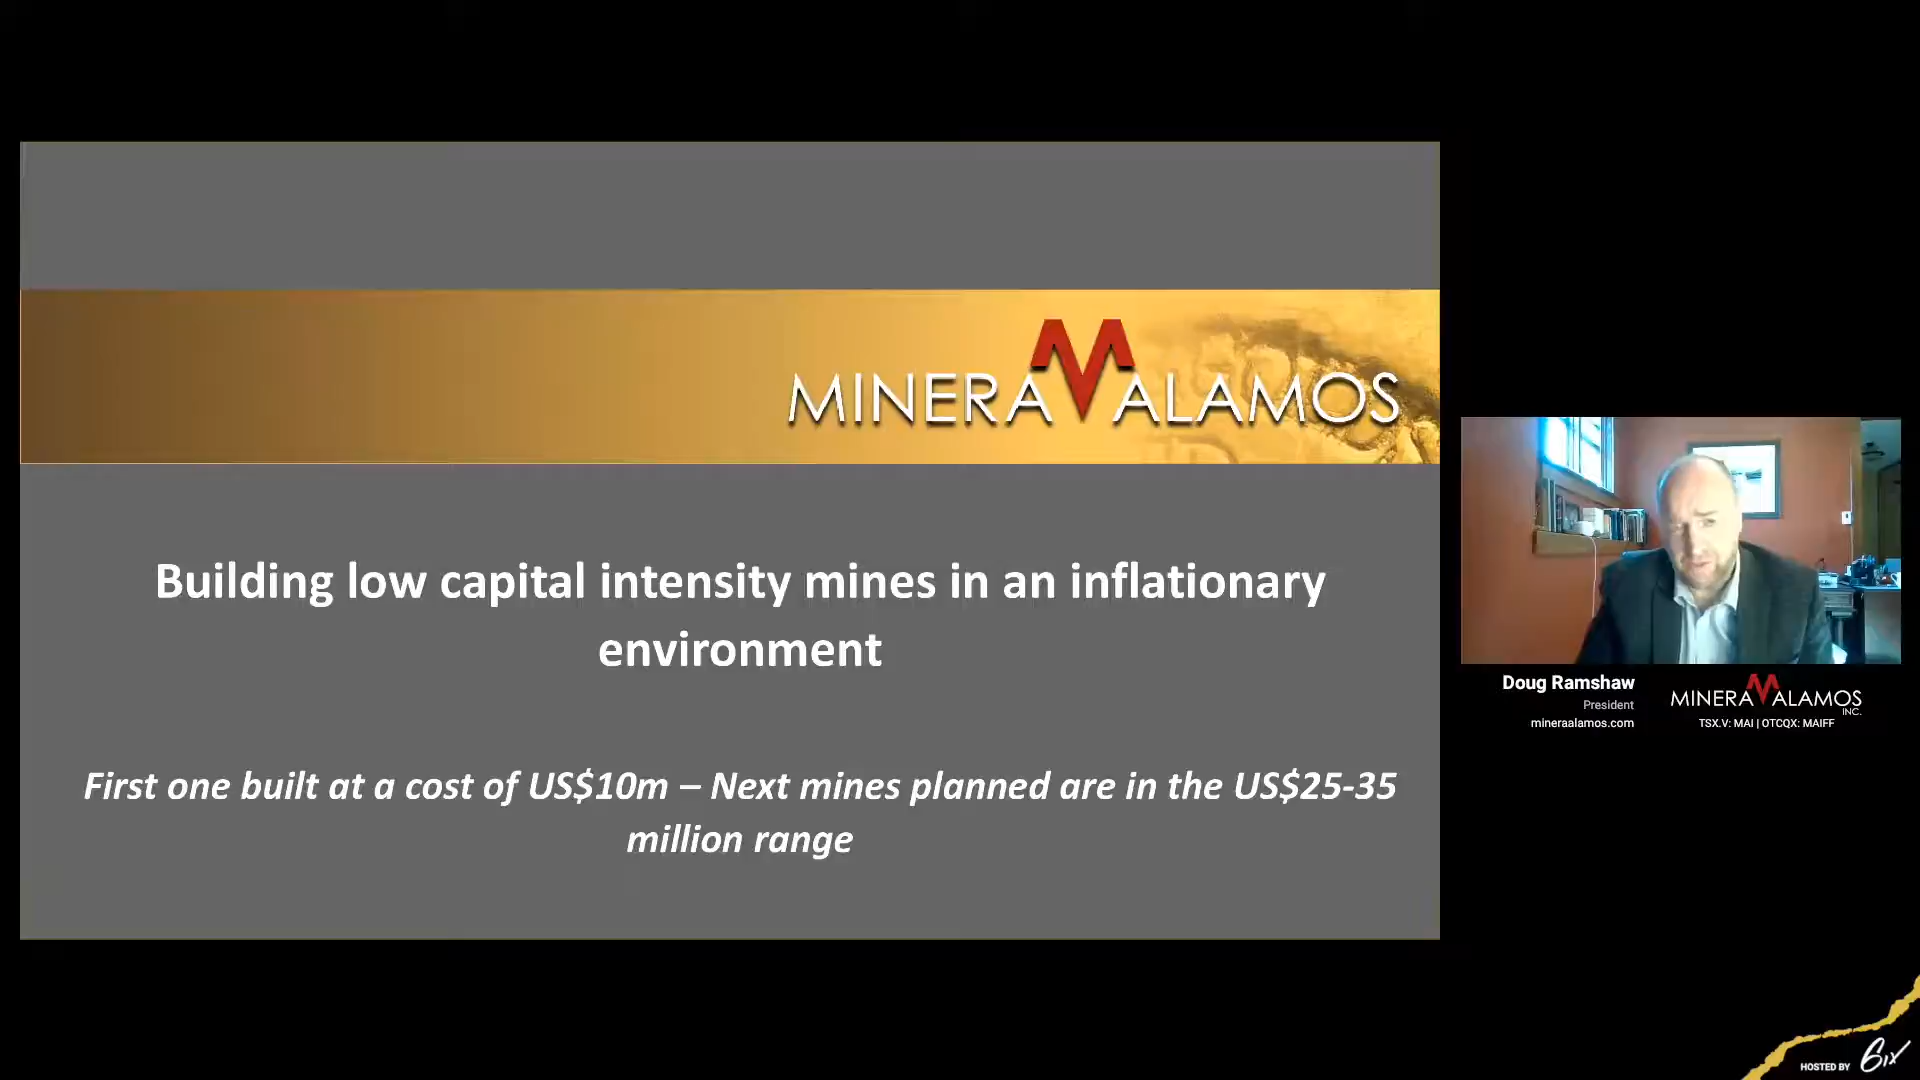 MINERA ALAMOS
Building low capital intensity mines in an inflationary
environment
First one built at a cost of US$10m – Next mines planned are in the US$25-35
million range
Doug Ramshaw
President
mineraalamos.com
MINERA ALAMOS
INC.
TSX.V: MAI | OTCQX: MAIFF
HOSTED BY 6ix